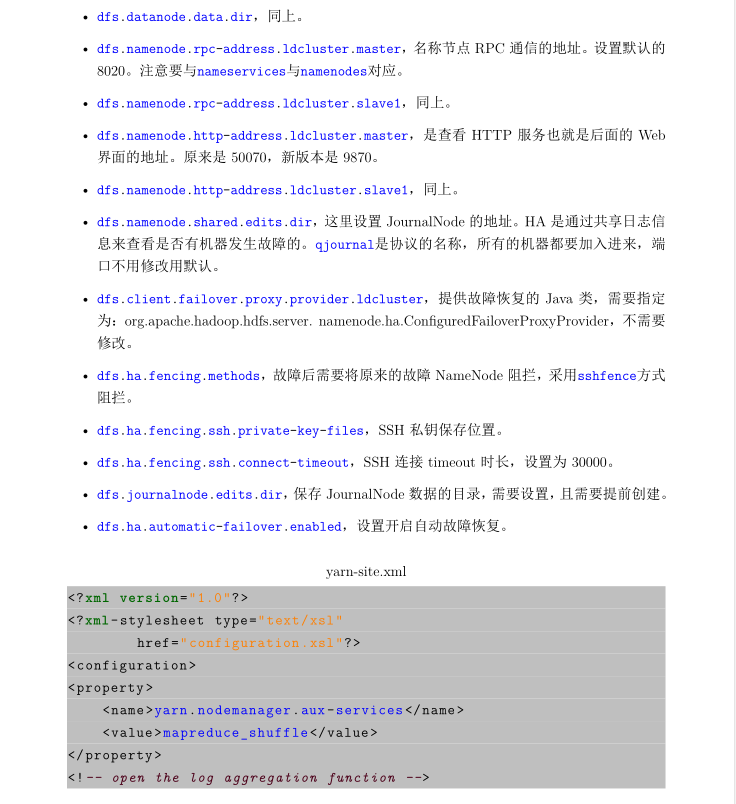 • dfs.datanode.data.dir，同上。
• dfs.namenode.rpc-address.ldcluster.master，名称节点 RPC 通信的地址。设置默认的
8020。注意要与nameservices与namenodes对应。
• dfs.namenode.rpc-address.ldcluster.slave1，同上。
• dfs.namenode.http-address.ldcluster.master，是查看 HTTP 服务也就是后面的 Web
界面的地址。原来是 50070，新版本是 9870。
• dfs.namenode.http-address.ldcluster.slave1，同上。
• dfs.namenode.shared.edits.dir，这里设置 JournalNode 的地址。HA 是通过共享日志信
息来查看是否有机器发生故障的。qjournal是协议的名称，所有的机器都要加入进来，端
口不用修改用默认。
• dfs.client.failover.proxy.provider.ldcluster，提供故障恢复的 Java 类，需要指定
为：org.apache.hadoop.hdfs.server. namenode.ha.ConfiguredFailoverProxyProvider，不需要
修改。
• dfs.ha.fencing.methods，故障后需要将原来的故障 NameNode 阻拦，采用sshfence方式
阻拦。
• dfs.ha.fencing.ssh.private-key-files，SSH 私钥保存位置。
• dfs.ha.fencing.ssh.connect-timeout，SSH 连接 timeout 时长，设置为 30000。
• dfs.journalnode.edits.dir，保存 JournalNode 数据的目录，需要设置，且需要提前创建。
• dfs.ha.automatic-failover.enabled，设置开启自动故障恢复。
yarn-site.xml
<?xml version="1.0"?>
<?xml-stylesheet type="text/xsl"
href="configuration.xsl"?>
<configuration>
<property>
<name>yarn.nodemanager.aux-services</name>
<value>mapreduce_shuffle</value>
</property>
<!-- open the log aggregation function -->